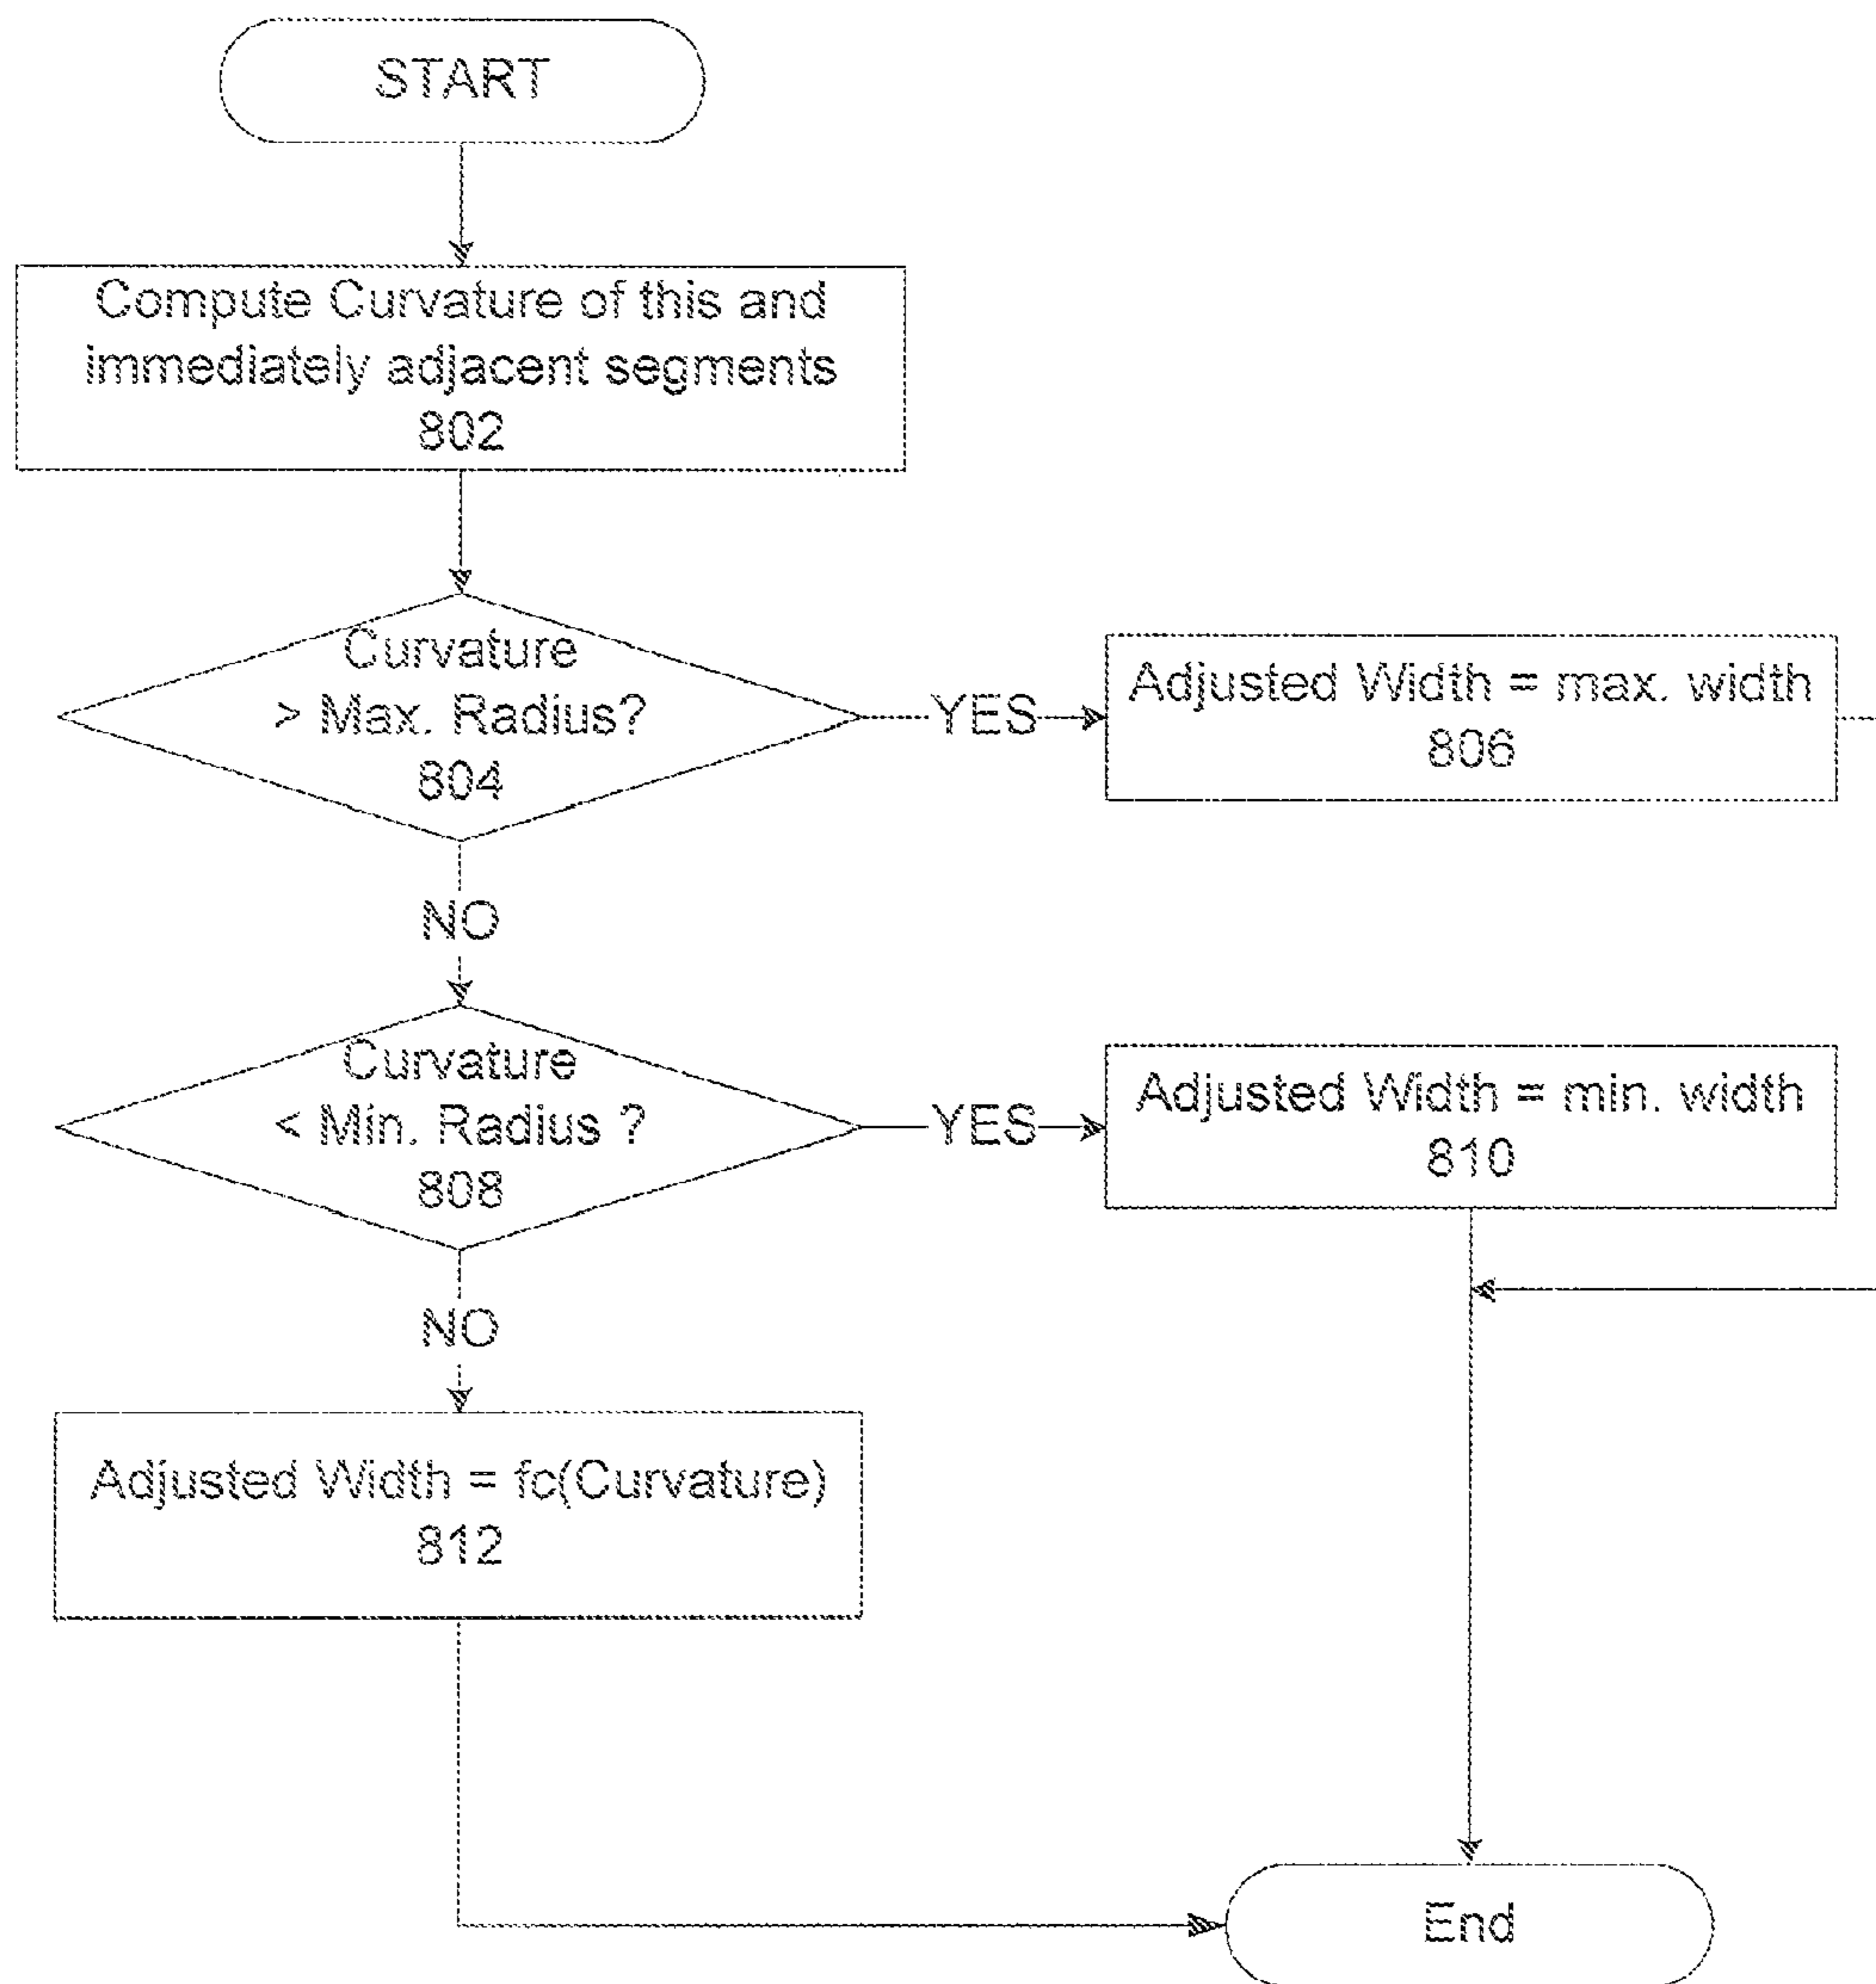 START
Compute Curvature of this and
immediately adjacent segments
802
Curvature
> Max. Radius?
804
YES
Adjusted Width = max. width
806
NO
Curvature
< Min. Radius ?
808
YES
Adjusted Width = min. width
810
NO
Adjusted Width = fc(Curvature)
812
End